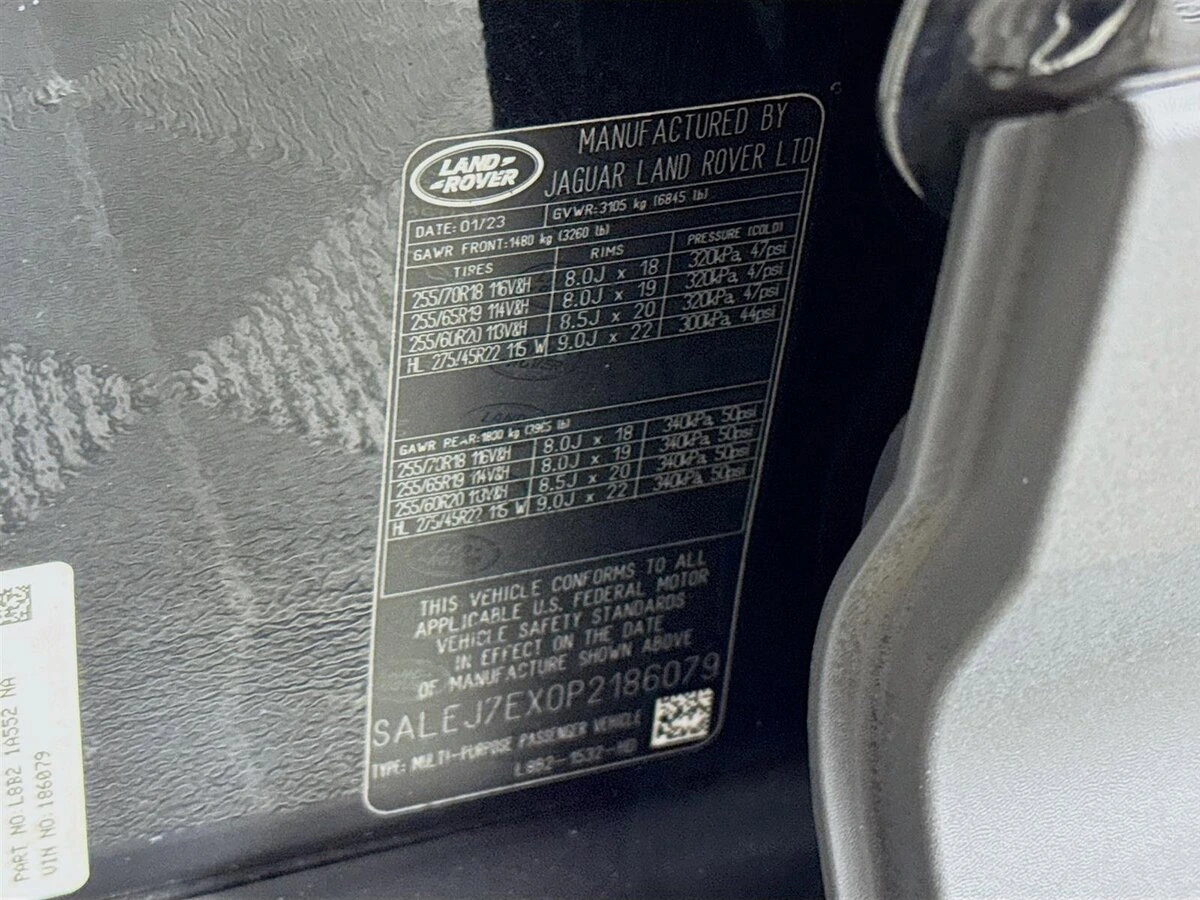 LAND-
-ROVER
MANUFACTURED BY
JAGUAR LAND ROVER LTD
DATE: 01/23
GVWR:3105 kg (6845 lb)
GAWR FRONT:1480 kg (3260 lb)
TIRES RIMS PRESSURE (COLD)
255/70R18 116V&H 8.0J x 18 320kPa, 47psi
255/65R19 114V&H 8.0J x 19 320kPa, 47psi
255/60R20 113V&H 8.5J x 20 320kPa, 47psi
HL 275/45R22 115 W 9.0J x 22 300kPa, 44psi
GAWR REAR:1800 kg (3965 lb)
255/70R18 116V&H 8.0J x 18 340kPa, 50psi
255/65R19 114V&H 8.0J x 19 340kPa, 50psi
255/60R20 113V&H 8.5J x 20 340kPa, 50psi
HL 275/45R22 115 W 9.0J x 22 340kPa, 50psi
THIS VEHICLE CONFORMS TO ALL
APPLICABLE U.S. FEDERAL MOTOR
VEHICLE SAFETY STANDARDS
IN EFFECT ON THE DATE
OF MANUFACTURE SHOWN ABOVE
SALEJ7EX0P2186079
TYPE: MULTI-PURPOSE PASSENGER VEHICLE
L8B2-1532-HD
PART NO: L8B2 1A552 NA
VIN NO: 186079